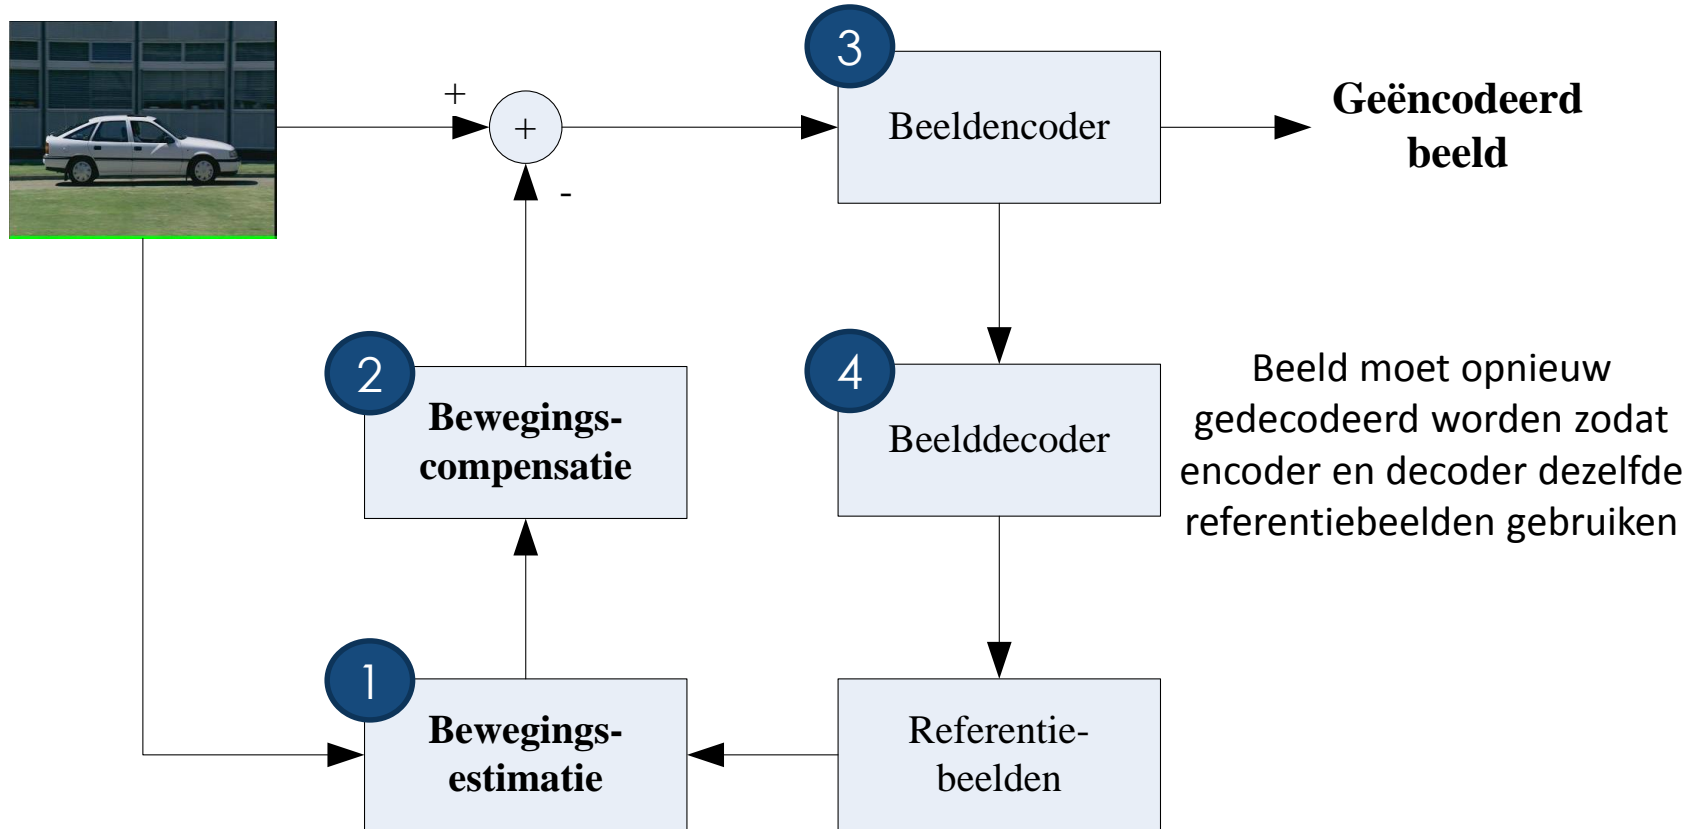 3
Beeldencoder
Geëncodeerd
beeld
+
+
-
2
Bewegings-
compensatie
4
Beelddecoder
Beeld moet opnieuw
gedecodeerd worden zodat
encoder en decoder dezelfde
referentiebeelden gebruiken
1
Bewegings-
estimatie
Referentie-
beelden